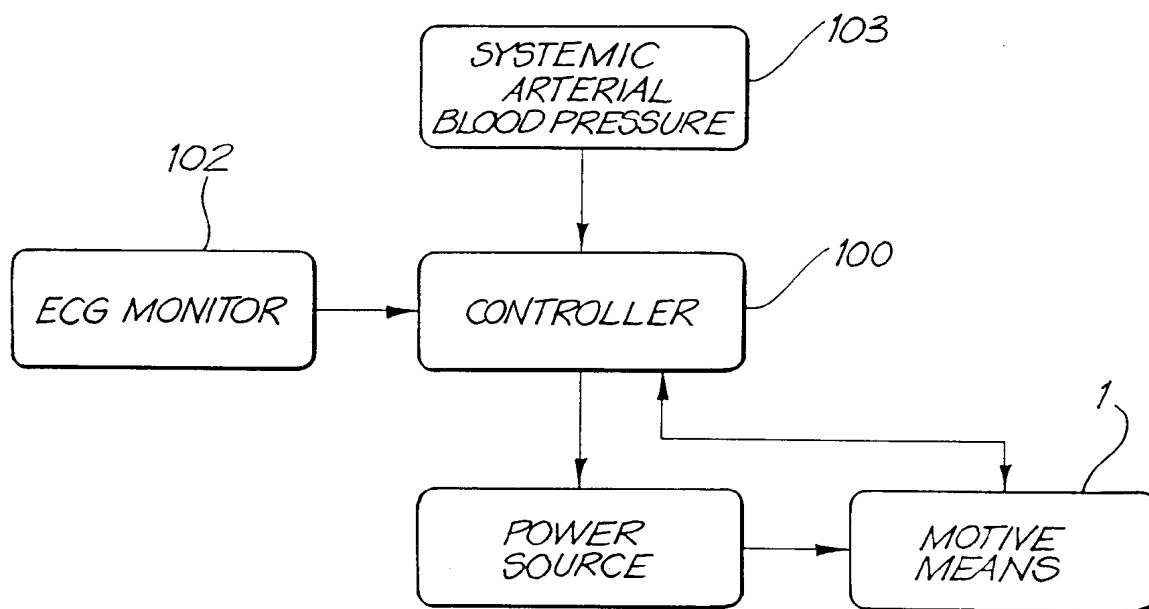 103
SYSTEMIC
ARTERIAL
BLOOD PRESSURE
102
100
ECG MONITOR
CONTROLLER
1
POWER
SOURCE
MOTIVE
MEANS